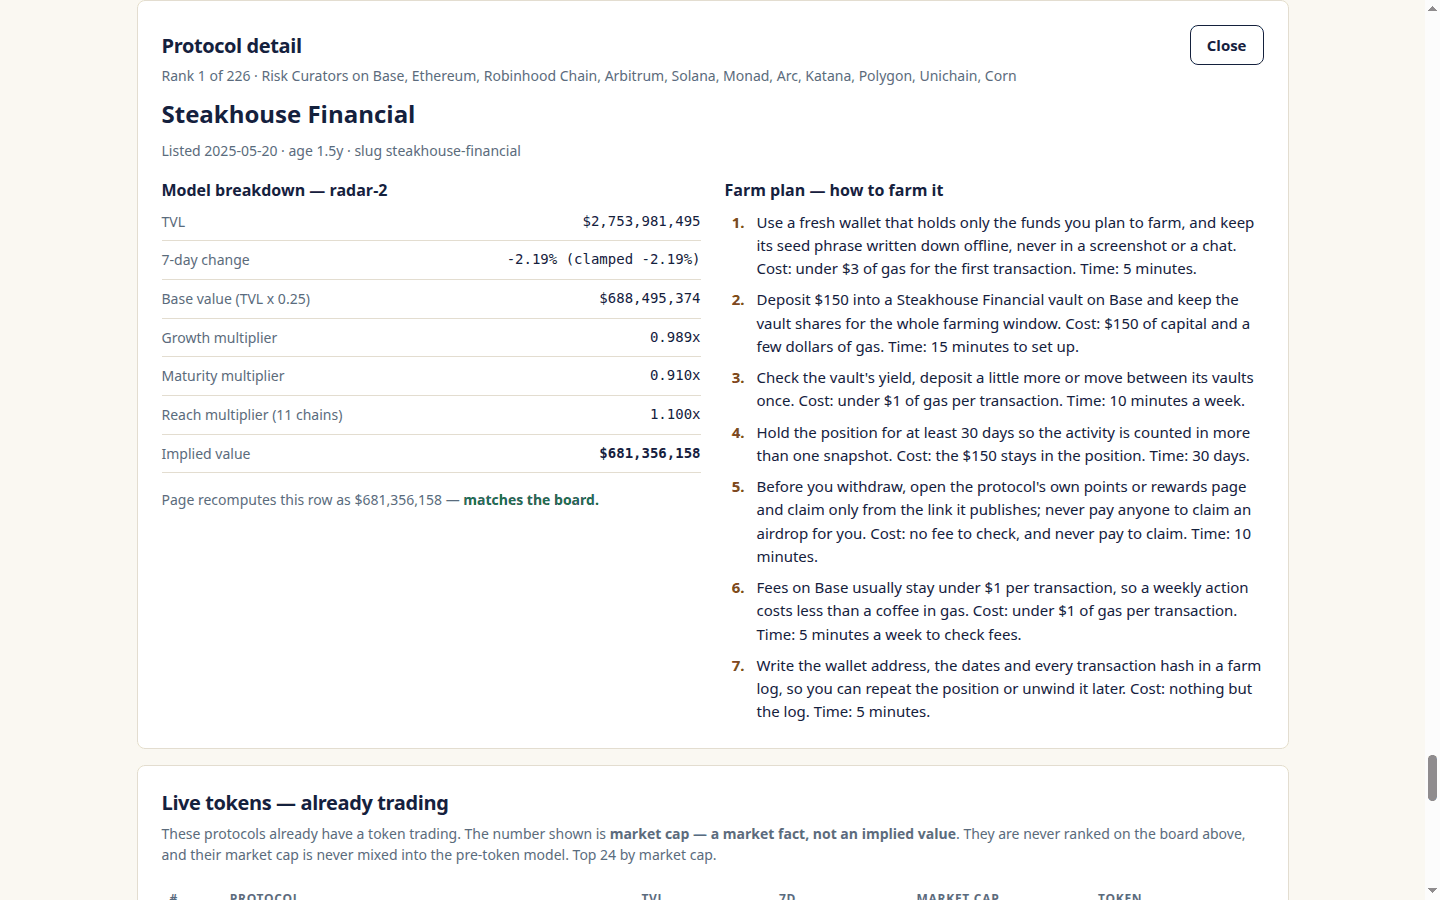 Protocol detail
Close
Rank 1 of 226 · Risk Curators on Base, Ethereum, Robinhood Chain, Arbitrum, Solana, Monad, Arc, Katana, Polygon, Unichain, Corn
Steakhouse Financial
Listed 2025-05-20 · age 1.5y · slug steakhouse-financial
Model breakdown — radar-2
TVL $2,753,981,495
7-day change -2.19% (clamped -2.19%)
Base value (TVL x 0.25) $688,495,374
Growth multiplier 0.989x
Maturity multiplier 0.910x
Reach multiplier (11 chains) 1.100x
Implied value $681,356,158
Page recomputes this row as $681,356,158 — matches the board.
Farm plan — how to farm it
1. Use a fresh wallet that holds only the funds you plan to farm, and keep
its seed phrase written down offline, never in a screenshot or a chat.
Cost: under $3 of gas for the first transaction. Time: 5 minutes.
2. Deposit $150 into a Steakhouse Financial vault on Base and keep the
vault shares for the whole farming window. Cost: $150 of capital and a
few dollars of gas. Time: 15 minutes to set up.
3. Check the vault's yield, deposit a little more or move between its vaults
once. Cost: under $1 of gas per transaction. Time: 10 minutes a week.
4. Hold the position for at least 30 days so the activity is counted in more
than one snapshot. Cost: the $150 stays in the position. Time: 30 days.
5. Before you withdraw, open the protocol's own points or rewards page
and claim only from the link it publishes; never pay anyone to claim an
airdrop for you. Cost: no fee to check, and never pay to claim. Time: 10
minutes.
6. Fees on Base usually stay under $1 per transaction, so a weekly action
costs less than a coffee in gas. Cost: under $1 of gas per transaction.
Time: 5 minutes a week to check fees.
7. Write the wallet address, the dates and every transaction hash in a farm
log, so you can repeat the position or unwind it later. Cost: nothing but
the log. Time: 5 minutes.
Live tokens — already trading
These protocols already have a token trading. The number shown is market cap — a market fact, not an implied value. They are never ranked on the board above,
and their market cap is never mixed into the pre-token model. Top 24 by market cap.
# PROTOCOL TVL 7D MARKET CAP TOKEN